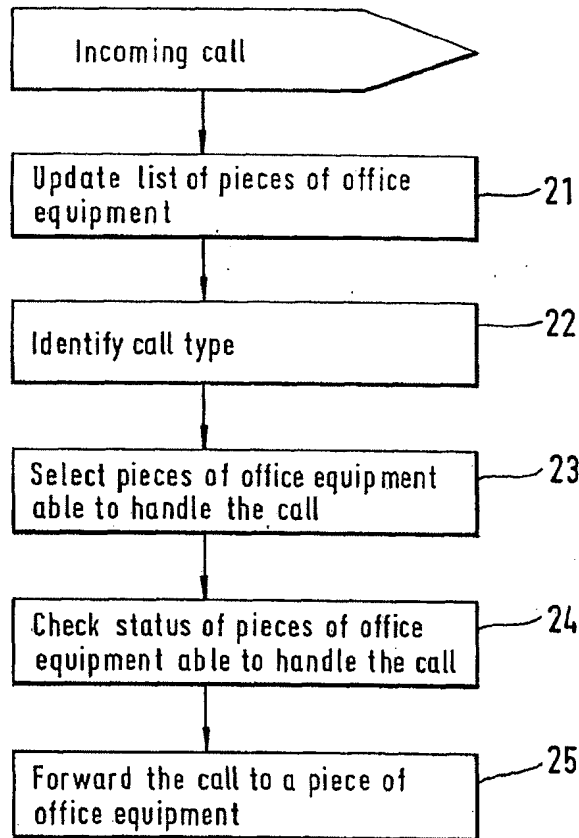 Incoming call
Update list of pieces of office
equipment
21
Identify call type
22
Select pieces of office equipment
able to handle the call
23
Check status of pieces of office
equipment able to handle the call
24
Forward the call to a piece of
office equipment
25